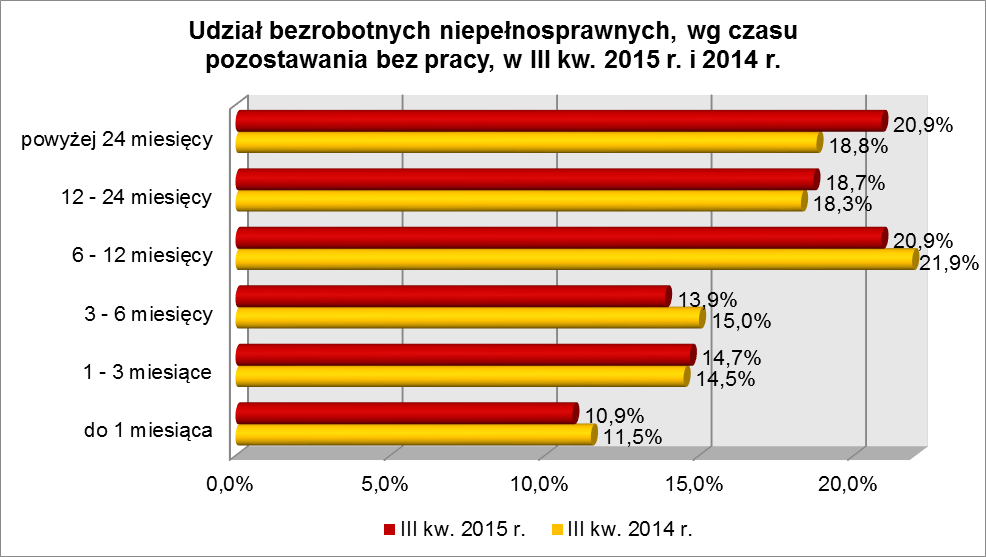 Udział bezrobotnych niepełnosprawnych, wg czasu
pozostawania bez pracy, w III kw. 2015 r. i 2014 r.
powyżej 24 miesięcy
20,9%
18,8%
12 - 24 miesięcy
18,7%
18,3%
6 - 12 miesięcy
20,9%
21,9%
3 - 6 miesięcy
13,9%
15,0%
1 - 3 miesiące
14,7%
14,5%
do 1 miesiąca
10,9%
11,5%
0,0% 5,0% 10,0% 15,0% 20,0%
III kw. 2015 r. III kw. 2014 r.